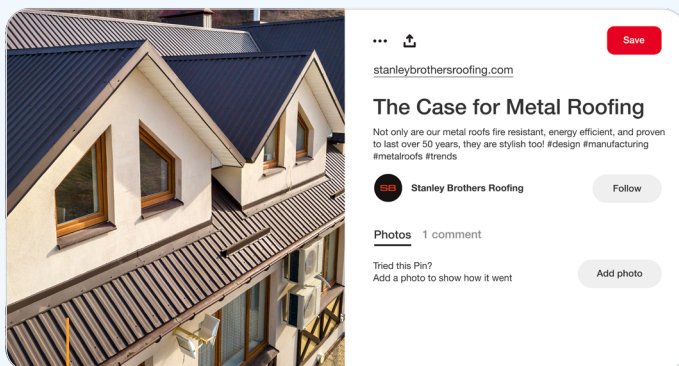 Save
stanleybrothersroofing.com
The Case for Metal Roofing
Not only are our metal roofs fire resistant, energy efficient, and proven
to last over 50 years, they are stylish too! #design #manufacturing
#metalroofs #trends
SB
Stanley Brothers Roofing
Follow
Photos
1 comment
Tried this Pin?
Add a photo to show how it went
Add photo